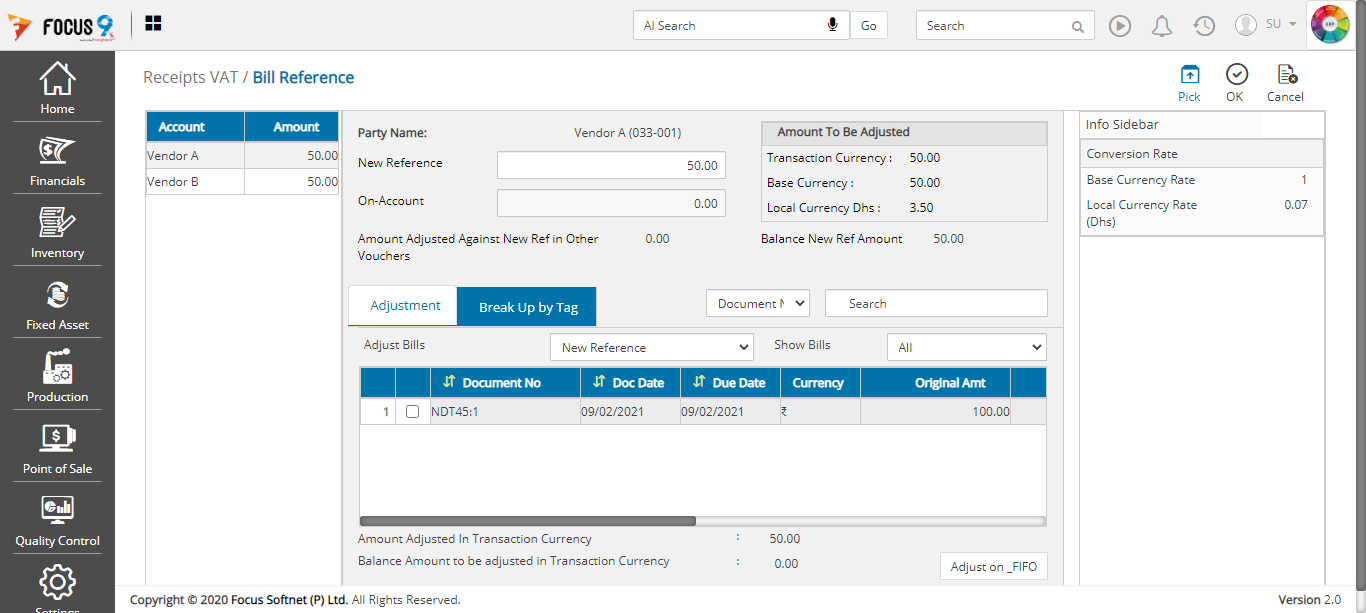 FOCUS 9
AI Search
Go
Search
SU
ERP
Home
Financials
Inventory
Fixed Asset
Production
Point of Sale
Quality Control
Settings
Receipts VAT / Bill Reference
Pick
OK
Cancel
Account Amount
Vendor A 50.00
Vendor B 50.00
Party Name: Vendor A (033-001)
New Reference 50.00
On-Account 0.00
Amount Adjusted Against New Ref in Other 0.00
Vouchers
Amount To Be Adjusted
Transaction Currency : 50.00
Base Currency : 50.00
Local Currency Dhs : 3.50
Balance New Ref Amount 50.00
Info Sidebar
Conversion Rate
Base Currency Rate 1
Local Currency Rate 0.07
(Dhs)
Adjustment
Break Up by Tag
Document N
Search
Adjust Bills New Reference Show Bills All
Document No Doc Date Due Date Currency Original Amt
1 NDT45:1 09/02/2021 09/02/2021 ₹ 100.00
Amount Adjusted In Transaction Currency : 50.00
Balance Amount to be adjusted in Transaction Currency : 0.00
Adjust on _FIFO
Copyright © 2020 Focus Softnet (P) Ltd. All Rights Reserved.
Version 2.0